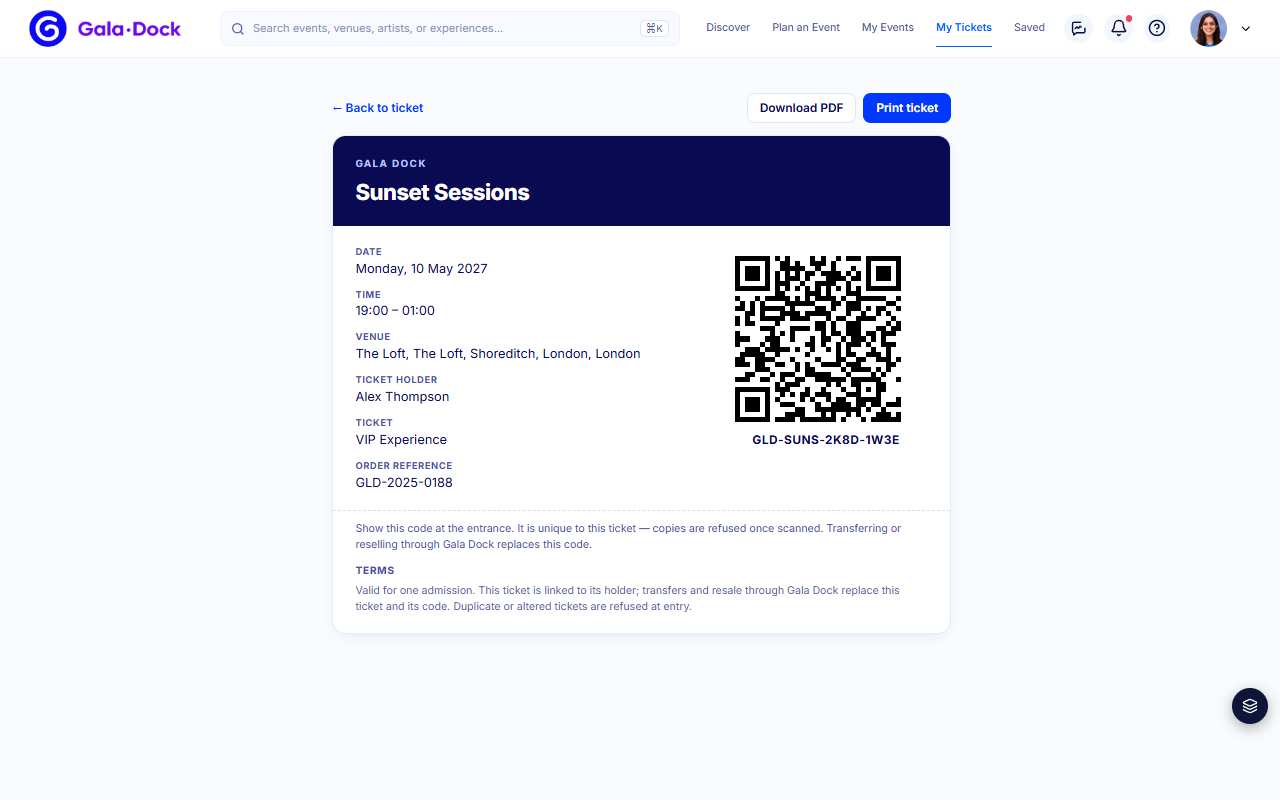 Gala·Dock
Search events, venues, artists, or experiences...
⌘K
Discover
Plan an Event
My Events
My Tickets
Saved
← Back to ticket
Download PDF
Print ticket
GALA DOCK
Sunset Sessions
DATE
Monday, 10 May 2027
TIME
19:00 – 01:00
VENUE
The Loft, The Loft, Shoreditch, London, London
TICKET HOLDER
Alex Thompson
TICKET
VIP Experience
ORDER REFERENCE
GLD-2025-0188
GLD-SUNS-2K8D-1W3E
Show this code at the entrance. It is unique to this ticket — copies are refused once scanned. Transferring or
reselling through Gala Dock replaces this code.
TERMS
Valid for one admission. This ticket is linked to its holder; transfers and resale through Gala Dock replace this
ticket and its code. Duplicate or altered tickets are refused at entry.